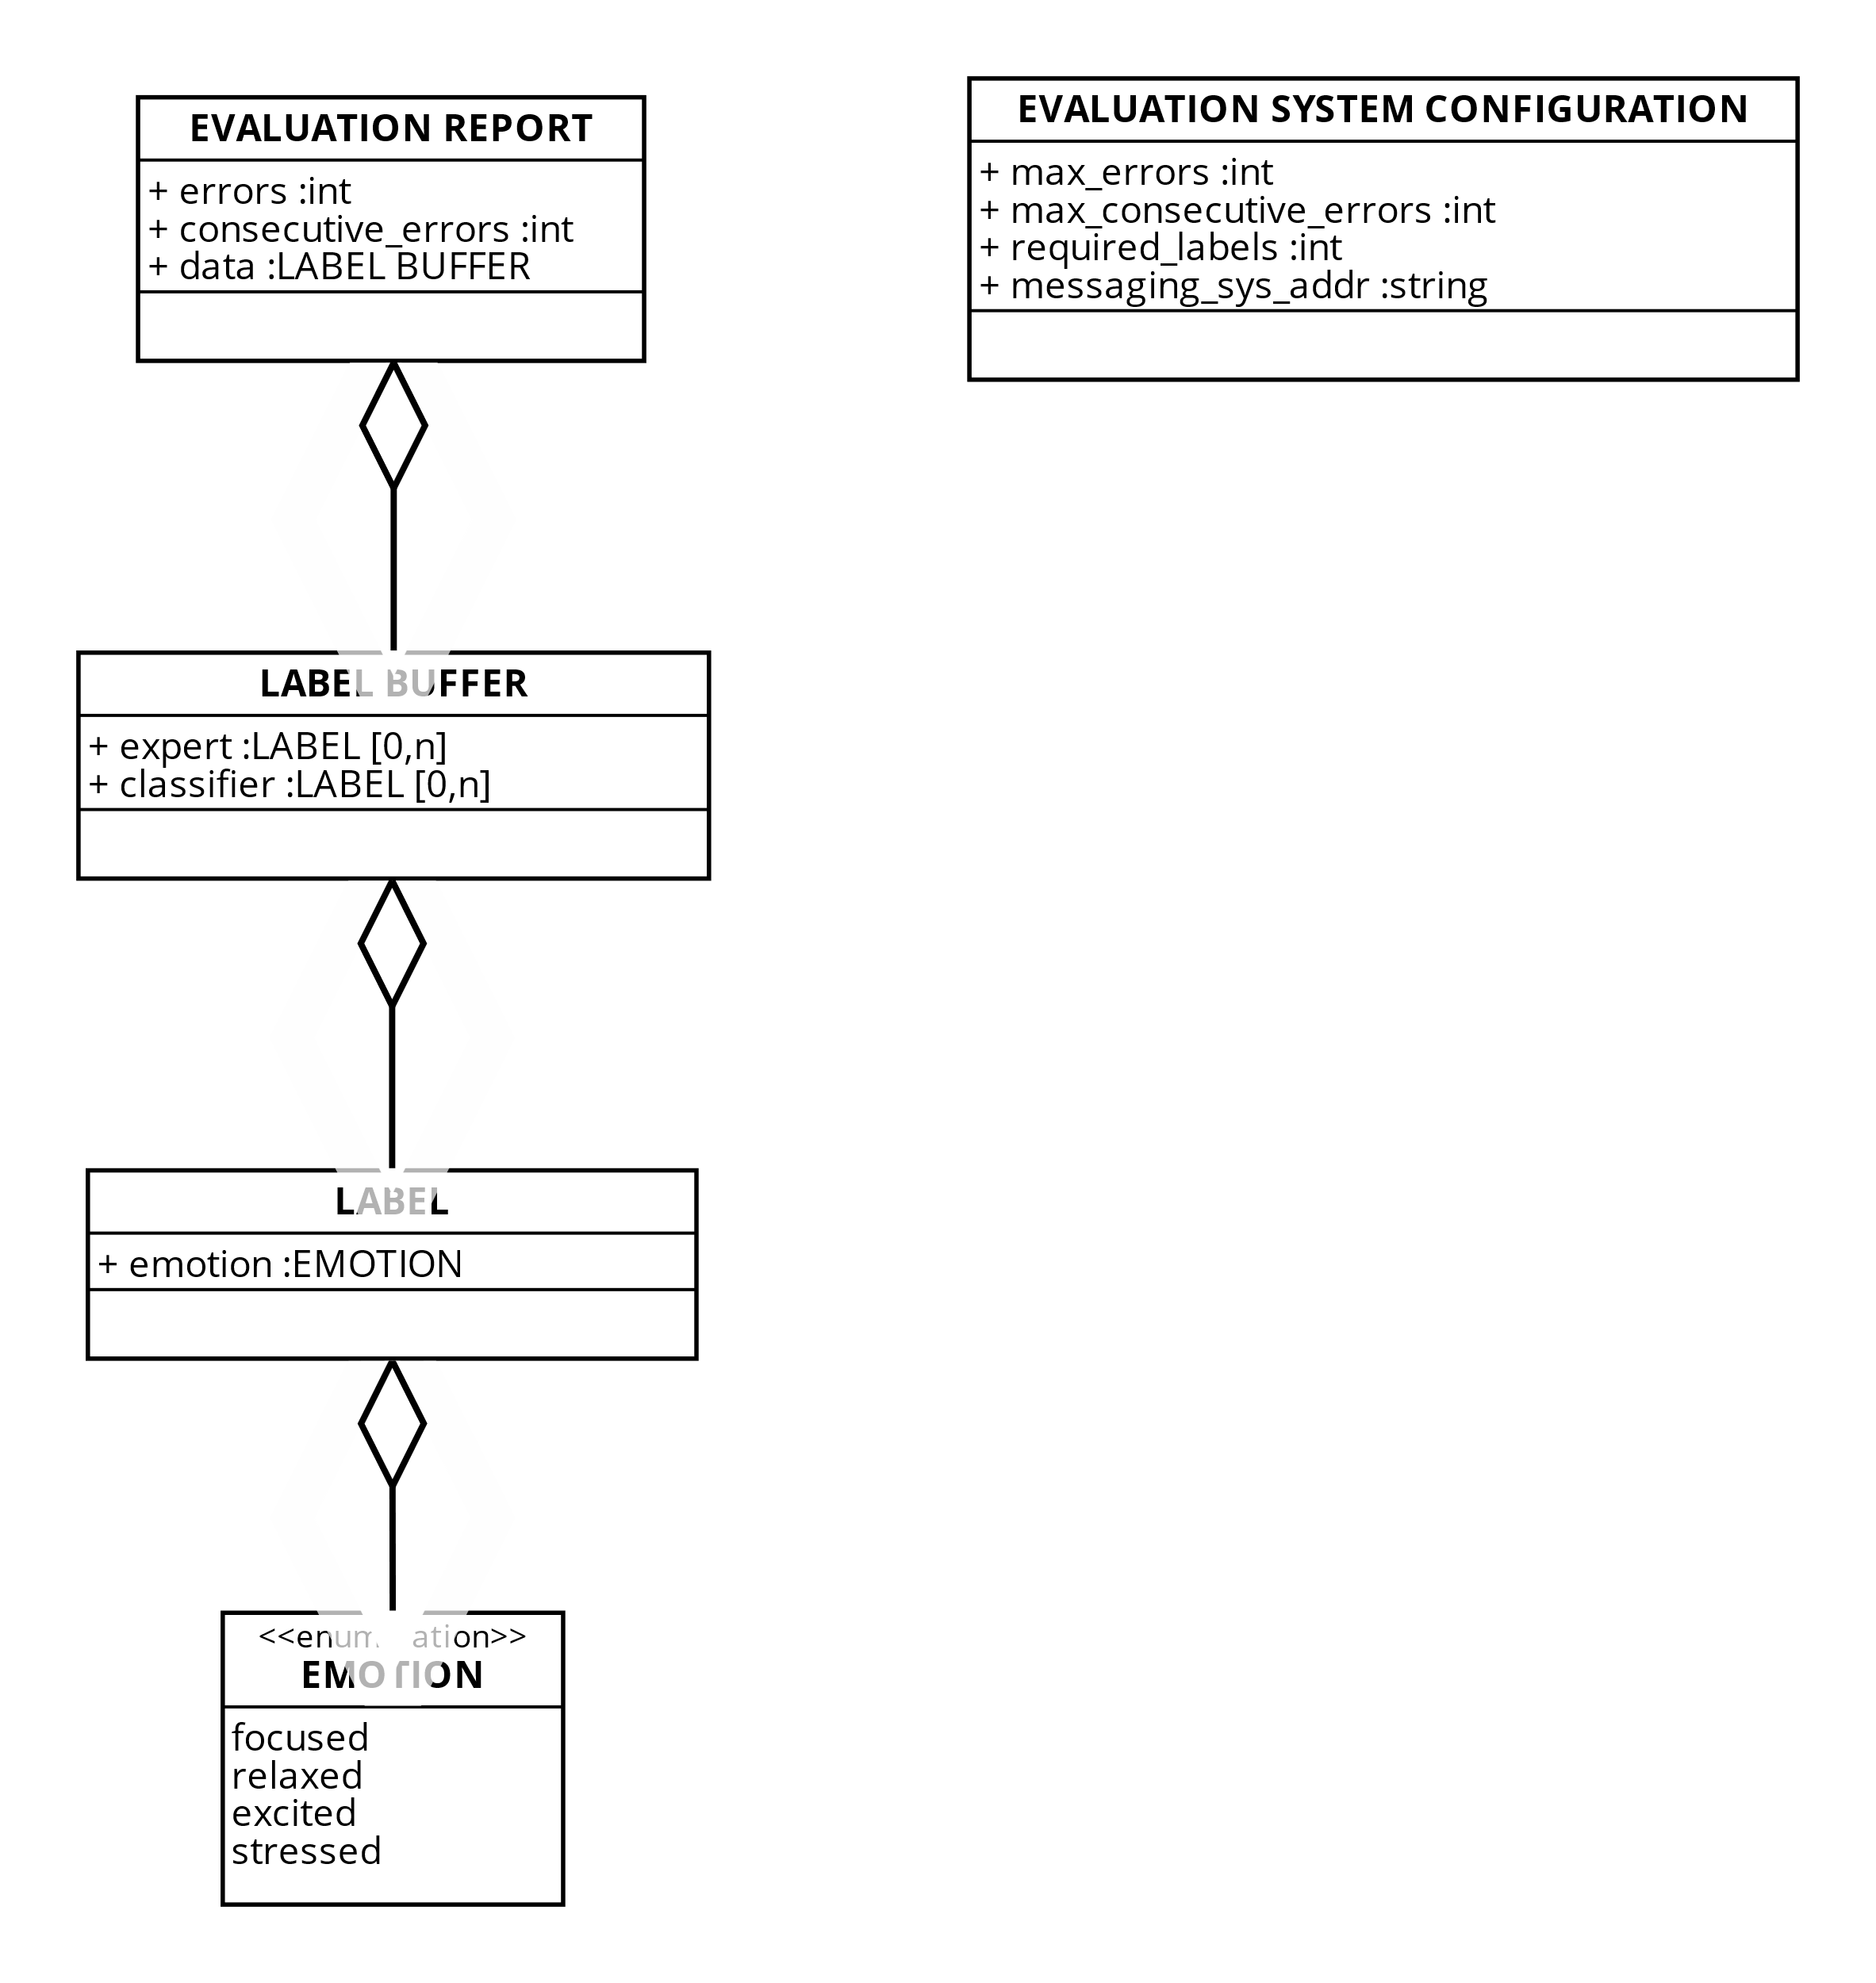 EVALUATION REPORT
+ errors :int
+ consecutive_errors :int
+ data :LABEL BUFFER
EVALUATION SYSTEM CONFIGURATION
+ max_errors :int
+ max_consecutive_errors :int
+ required_labels :int
+ messaging_sys_addr :string
LABEL BUFFER
+ expert :LABEL [0,n]
+ classifier :LABEL [0,n]
LABEL
+ emotion :EMOTION
<<enumeration>>
EMOTION
focused
relaxed
excited
stressed